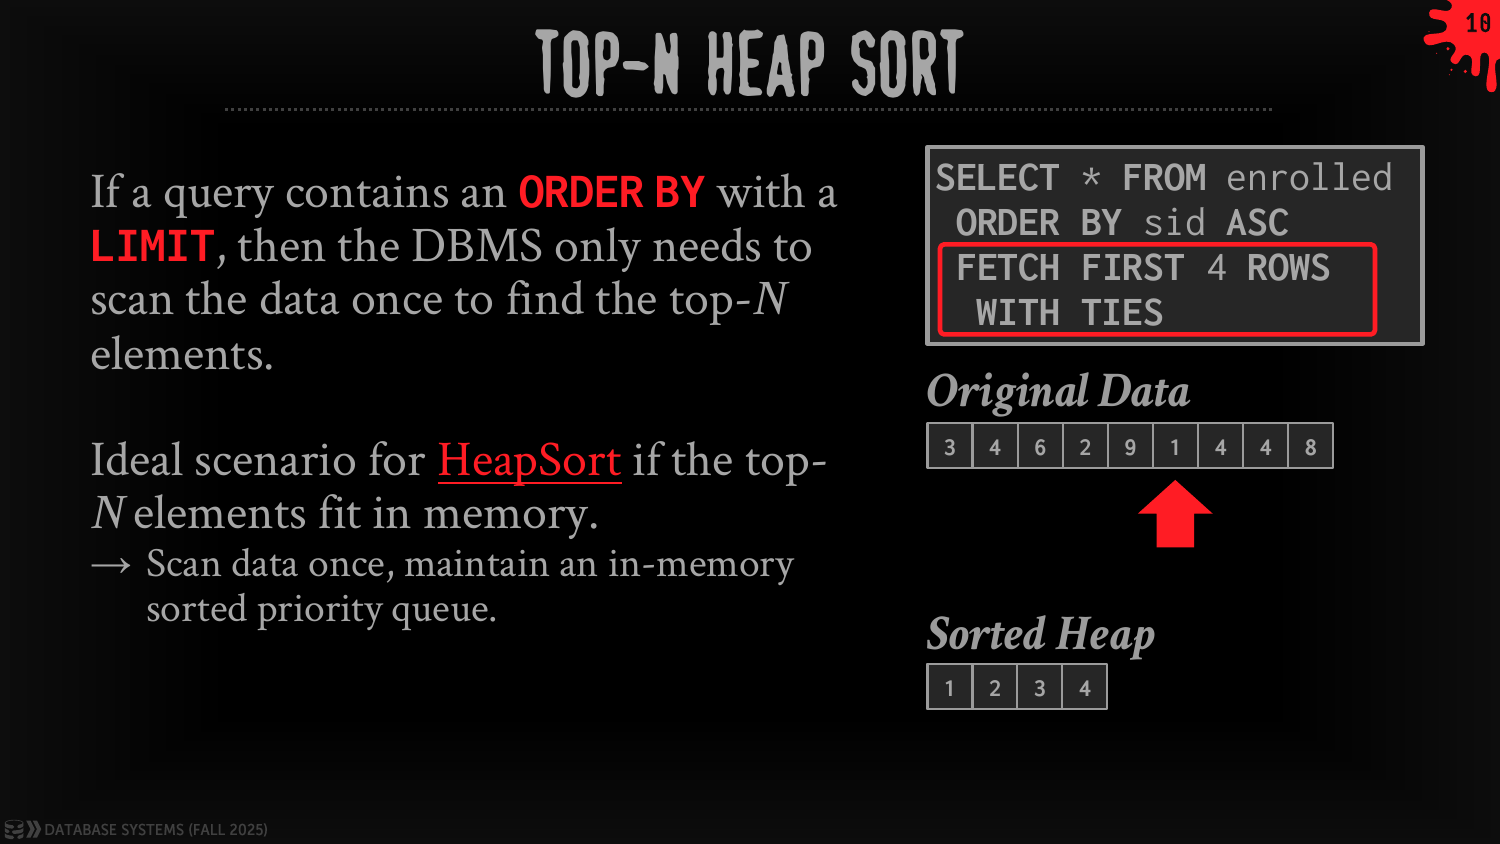 10
TOP-N HEAP SORT
If a query contains an ORDER BY with a
LIMIT, then the DBMS only needs to
scan the data once to find the top-N
elements.
Ideal scenario for HeapSort if the top-
N elements fit in memory.
→ Scan data once, maintain an in-memory
sorted priority queue.
SELECT * FROM enrolled
ORDER BY sid ASC
FETCH FIRST 4 ROWS
WITH TIES
Original Data
3 4 6 2 9 1 4 4 8
Sorted Heap
1 2 3 4
DATABASE SYSTEMS (FALL 2025)